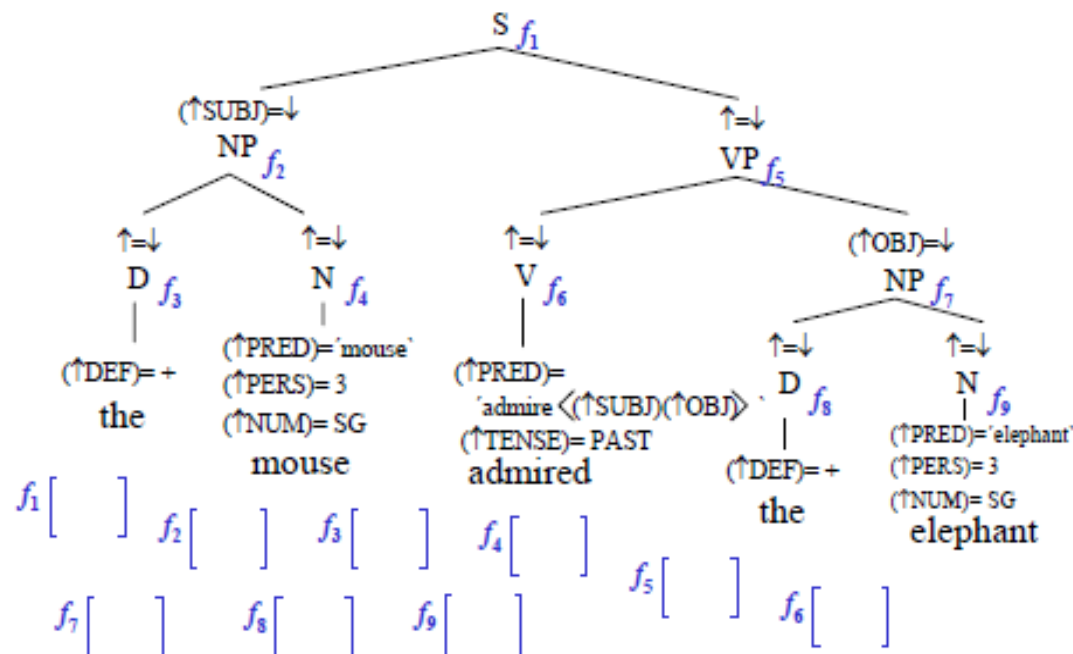 S f1
(↑SUBJ)=↓ ↑=↓
NP f2 VP f5
↑=↓ ↑=↓ ↑=↓ (↑OBJ)=↓
D f3 N f4 V f6 NP f7
↑=↓ ↑=↓
D f8 N f9
(↑DEF)= + (↑PRED)= ´mouse` (↑PRED)=
the (↑PERS)= 3 ´admire〈(↑SUBJ)(↑OBJ)〉`
(↑NUM)= SG (↑TENSE)= PAST
mouse admired
(↑DEF)= + (↑PRED)=´elephant`
the (↑PERS)= 3
(↑NUM)= SG
elephant
f1 [ ] f2 [ ] f3 [ ] f4 [ ] f5 [ ] f6 [ ]
f7 [ ] f8 [ ] f9 [ ]